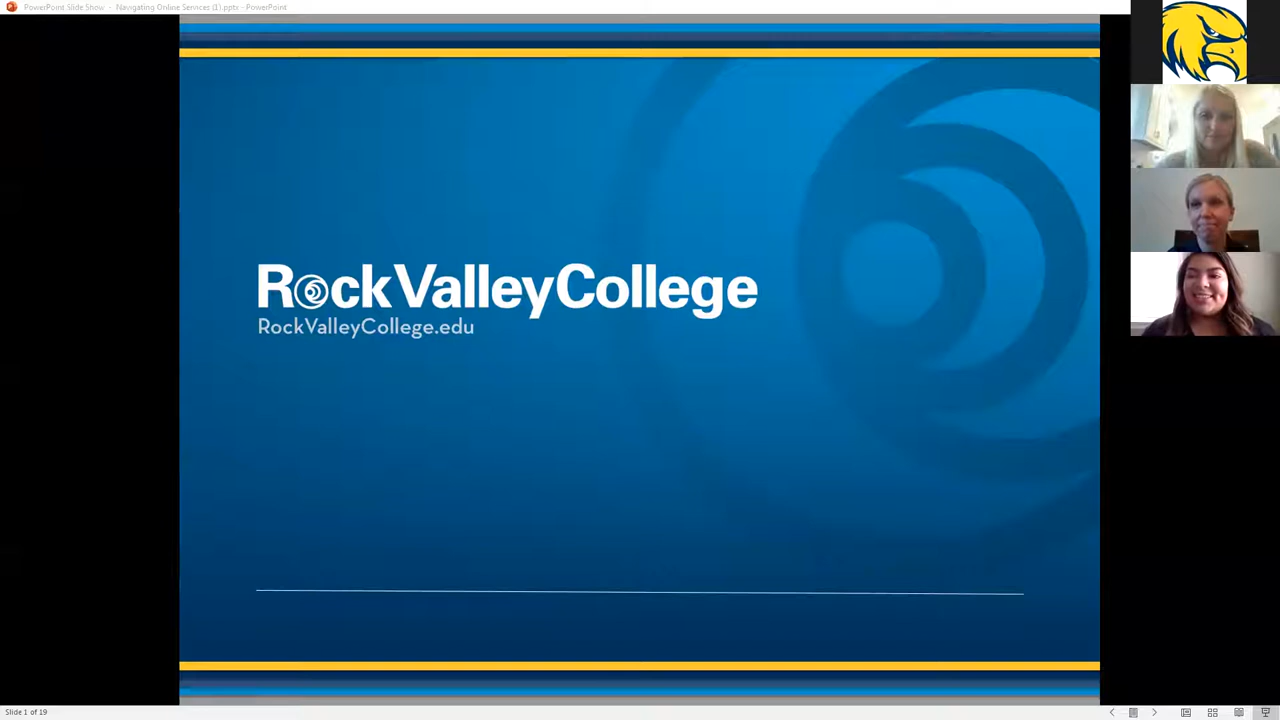 PowerPoint Slide Show - Navigating Online Services (1).pptx - PowerPoint
RockValleyCollege
RockValleyCollege.edu
Slide 1 of 19